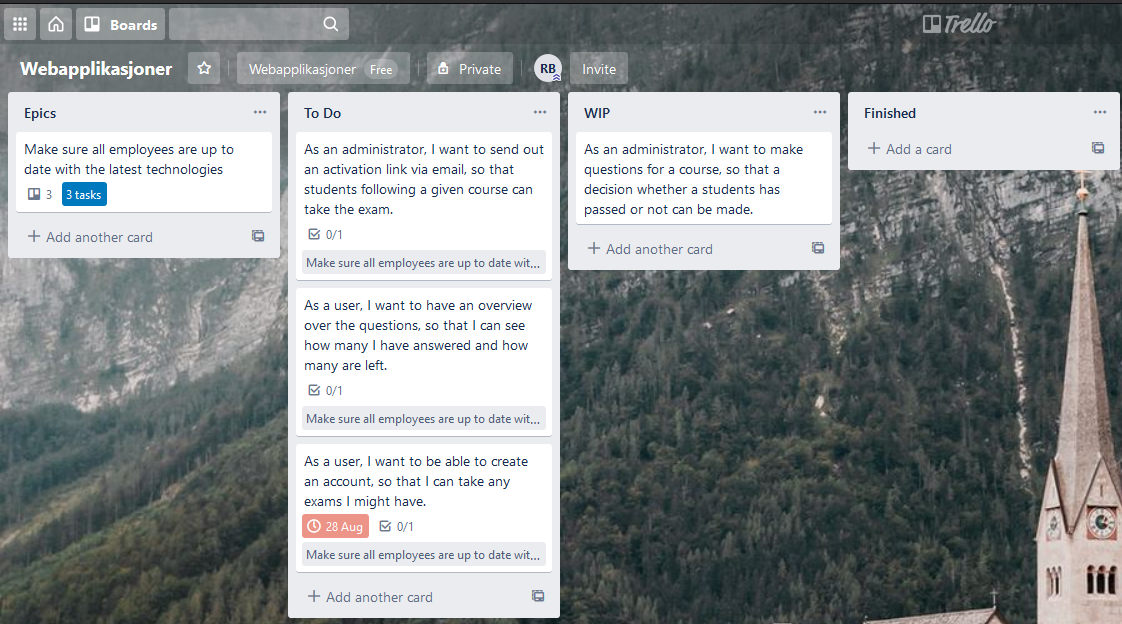 Boards
Trello
Webapplikasjoner
Webapplikasjoner Free
Private
RB
Invite
Epics
Make sure all employees are up to
date with the latest technologies
3
3 tasks
+ Add another card
To Do
As an administrator, I want to send out
an activation link via email, so that
students following a given course can
take the exam.
0/1
Make sure all employees are up to date wit...
As a user, I want to have an overview
over the questions, so that I can see
how many I have answered and how
many are left.
0/1
Make sure all employees are up to date wit...
As a user, I want to be able to create
an account, so that I can take any
exams I might have.
28 Aug
0/1
Make sure all employees are up to date wit...
+ Add another card
WIP
As an administrator, I want to make
questions for a course, so that a
decision whether a students has
passed or not can be made.
+ Add another card
Finished
+ Add a card